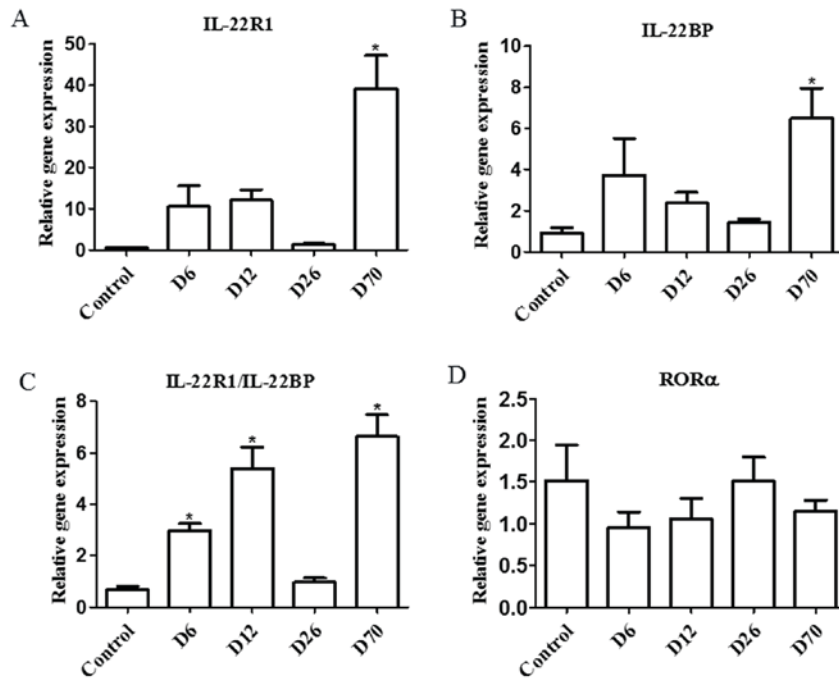 A
IL-22R1
Relative gene expression
50
40
30
20
10
0
*
Control
D6
D12
D26
D70
B
IL-22BP
Relative gene expression
10
8
6
4
2
0
*
Control
D6
D12
D26
D70
C
IL-22R1/IL-22BP
Relative gene expression
8
6
4
2
0
*
*
*
Control
D6
D12
D26
D70
D
RORα
Relative gene expression
2.5
2.0
1.5
1.0
0.5
0.0
Control
D6
D12
D26
D70